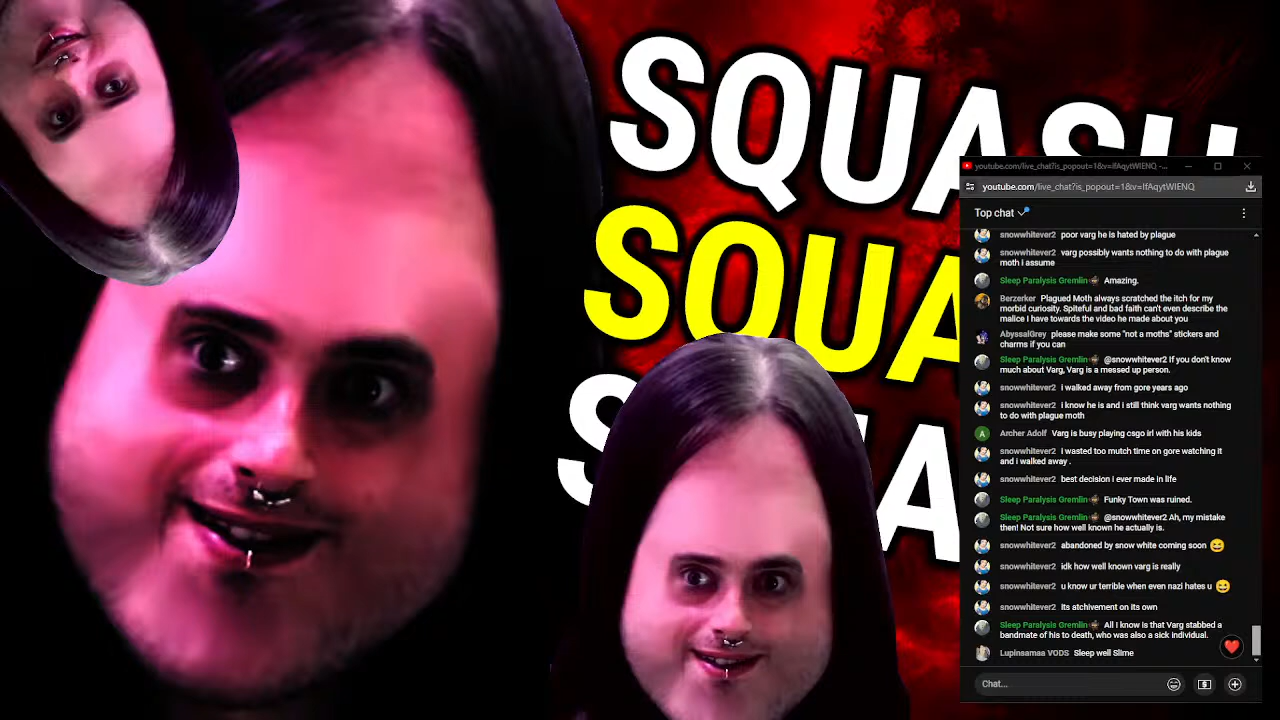 SQUASH
SQUA
S
UA
youtube.com/live_chat?is_popout=1&v=IfAqytWIENQ -...
youtube.com/live_chat?is_popout=1&v=IfAqytWIENQ
Top chat
snowwhitever2 poor varg he is hated by plague
snowwhitever2 varg possibly wants nothing to do with plague
moth i assume
Sleep Paralysis Gremlin Amazing.
Berzerker Plagued Moth always scratched the itch for my
morbid curiosity. Spiteful and bad faith can't even describe the
malice I have towards the video he made about you
AbyssalGrey please make some "not a moths" stickers and
charms if you can
Sleep Paralysis Gremlin @snowwhitever2 If you don't know
much about Varg, Varg is a messed up person.
snowwhitever2 i walked away from gore years ago
snowwhitever2 i know he is and i still think varg wants nothing
to do with plague moth
A Archer Adolf Varg is busy playing csgo irl with his kids
snowwhitever2 i wasted too mutch time on gore watching it
and i walked away .
snowwhitever2 best decision i ever made in life
Sleep Paralysis Gremlin Funky Town was ruined.
Sleep Paralysis Gremlin @snowwhitever2 Ah, my mistake
then! Not sure how well known he actually is.
snowwhitever2 abandoned by snow white coming soon 😆
snowwhitever2 idk how well known varg is really
snowwhitever2 u know ur terrible when even nazi hates u 😆
snowwhitever2 its atchivement on its own
Sleep Paralysis Gremlin All I know is that Varg stabbed a
bandmate of his to death, who was also a sick individual.
Lupinsamaa VODS Sleep well Slime
Chat...